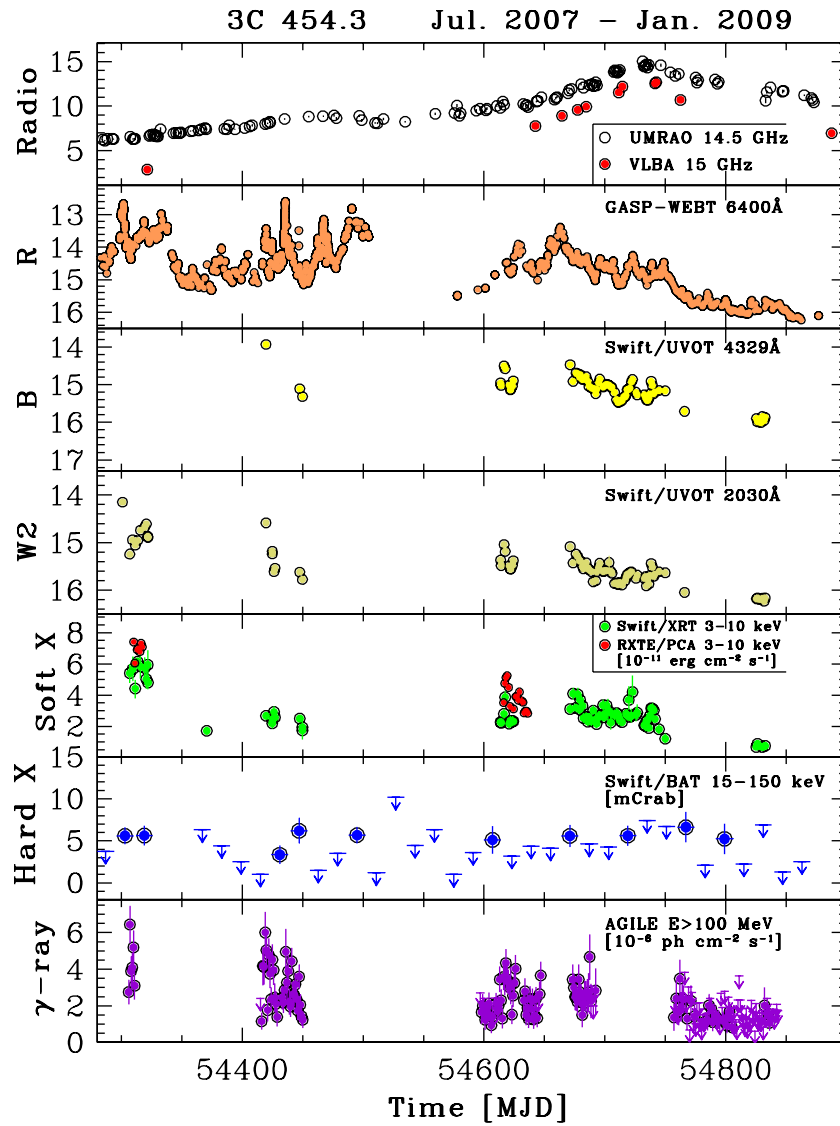 3C 454.3 Jul. 2007 – Jan. 2009
Radio
15
10
5
UMRAO 14.5 GHz
VLBA 15 GHz
R
13
14
15
16
GASP-WEBT 6400Å
B
14
15
16
17
Swift/UVOT 4329Å
W2
14
15
16
Swift/UVOT 2030Å
Soft X
8
6
4
2
Swift/XRT 3-10 keV
RXTE/PCA 3-10 keV
[10⁻¹¹ erg cm⁻² s⁻¹]
Hard X
15
10
5
0
Swift/BAT 15-150 keV
[mCrab]
γ-ray
6
4
2
0
AGILE E>100 MeV
[10⁻⁶ ph cm⁻² s⁻¹]
54400 54600 54800
Time [MJD]